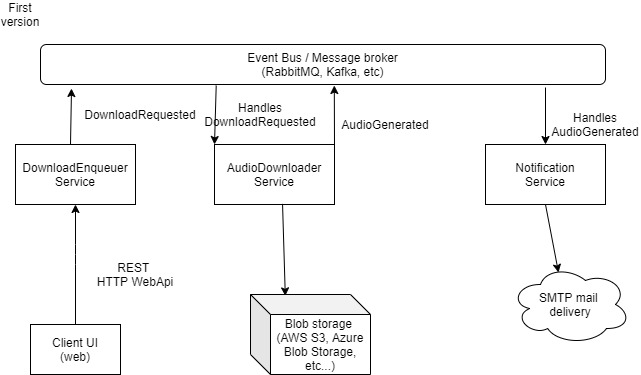 First
version
Event Bus / Message broker
(RabbitMQ, Kafka, etc)
DownloadRequested
Handles
DownloadRequested
AudioGenerated
Handles
AudioGenerated
DownloadEnqueuer
Service
AudioDownloader
Service
Notification
Service
REST
HTTP WebApi
SMTP mail
delivery
Client UI
(web)
Blob storage
(AWS S3, Azure
Blob Storage,
etc...)